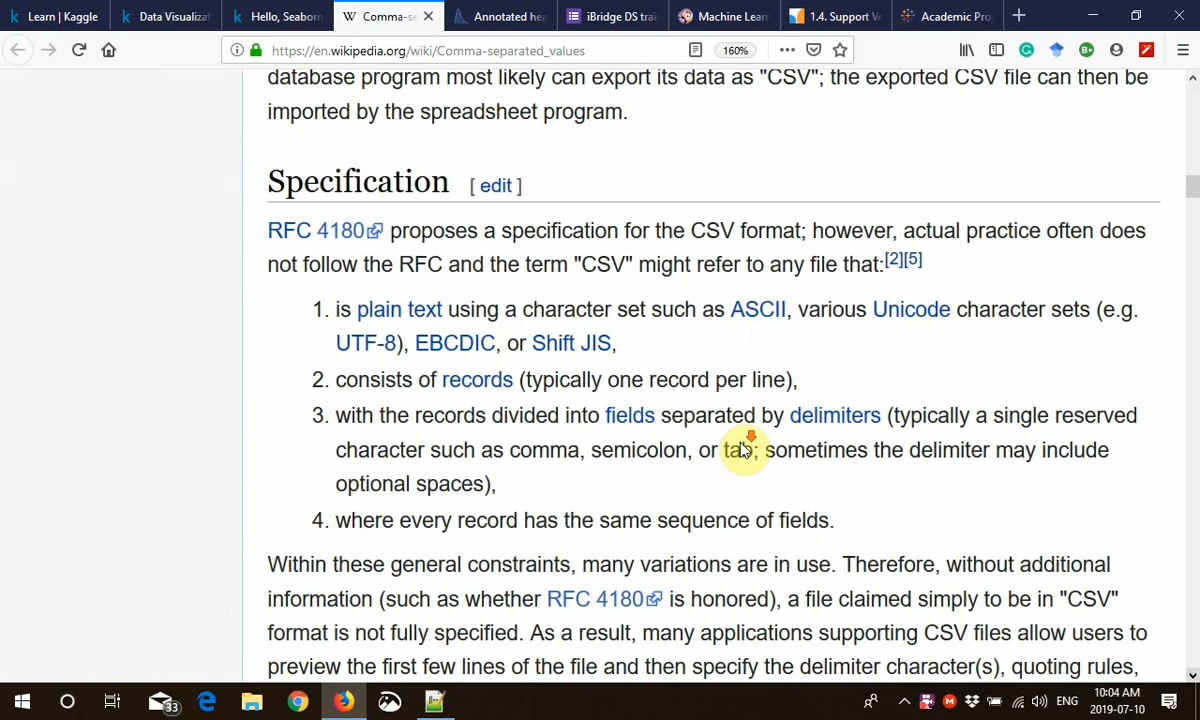 Learn | Kaggle
Data Visualizat
Hello, Seaborn
Comma-se
Annotated hea
iBridge DS trai
Machine Learn
1.4. Support Ve
Academic Pro
https://en.wikipedia.org/wiki/Comma-separated_values
160%
database program most likely can export its data as "CSV"; the exported CSV file can then be
imported by the spreadsheet program.
Specification [ edit ]
RFC 4180 proposes a specification for the CSV format; however, actual practice often does
not follow the RFC and the term "CSV" might refer to any file that:[2][5]
1. is plain text using a character set such as ASCII, various Unicode character sets (e.g.
UTF-8), EBCDIC, or Shift JIS,
2. consists of records (typically one record per line),
3. with the records divided into fields separated by delimiters (typically a single reserved
character such as comma, semicolon, or tab; sometimes the delimiter may include
optional spaces),
4. where every record has the same sequence of fields.
Within these general constraints, many variations are in use. Therefore, without additional
information (such as whether RFC 4180 is honored), a file claimed simply to be in "CSV"
format is not fully specified. As a result, many applications supporting CSV files allow users to
preview the first few lines of the file and then specify the delimiter character(s), quoting rules,
33
ENG
10:04 AM
2019-07-10